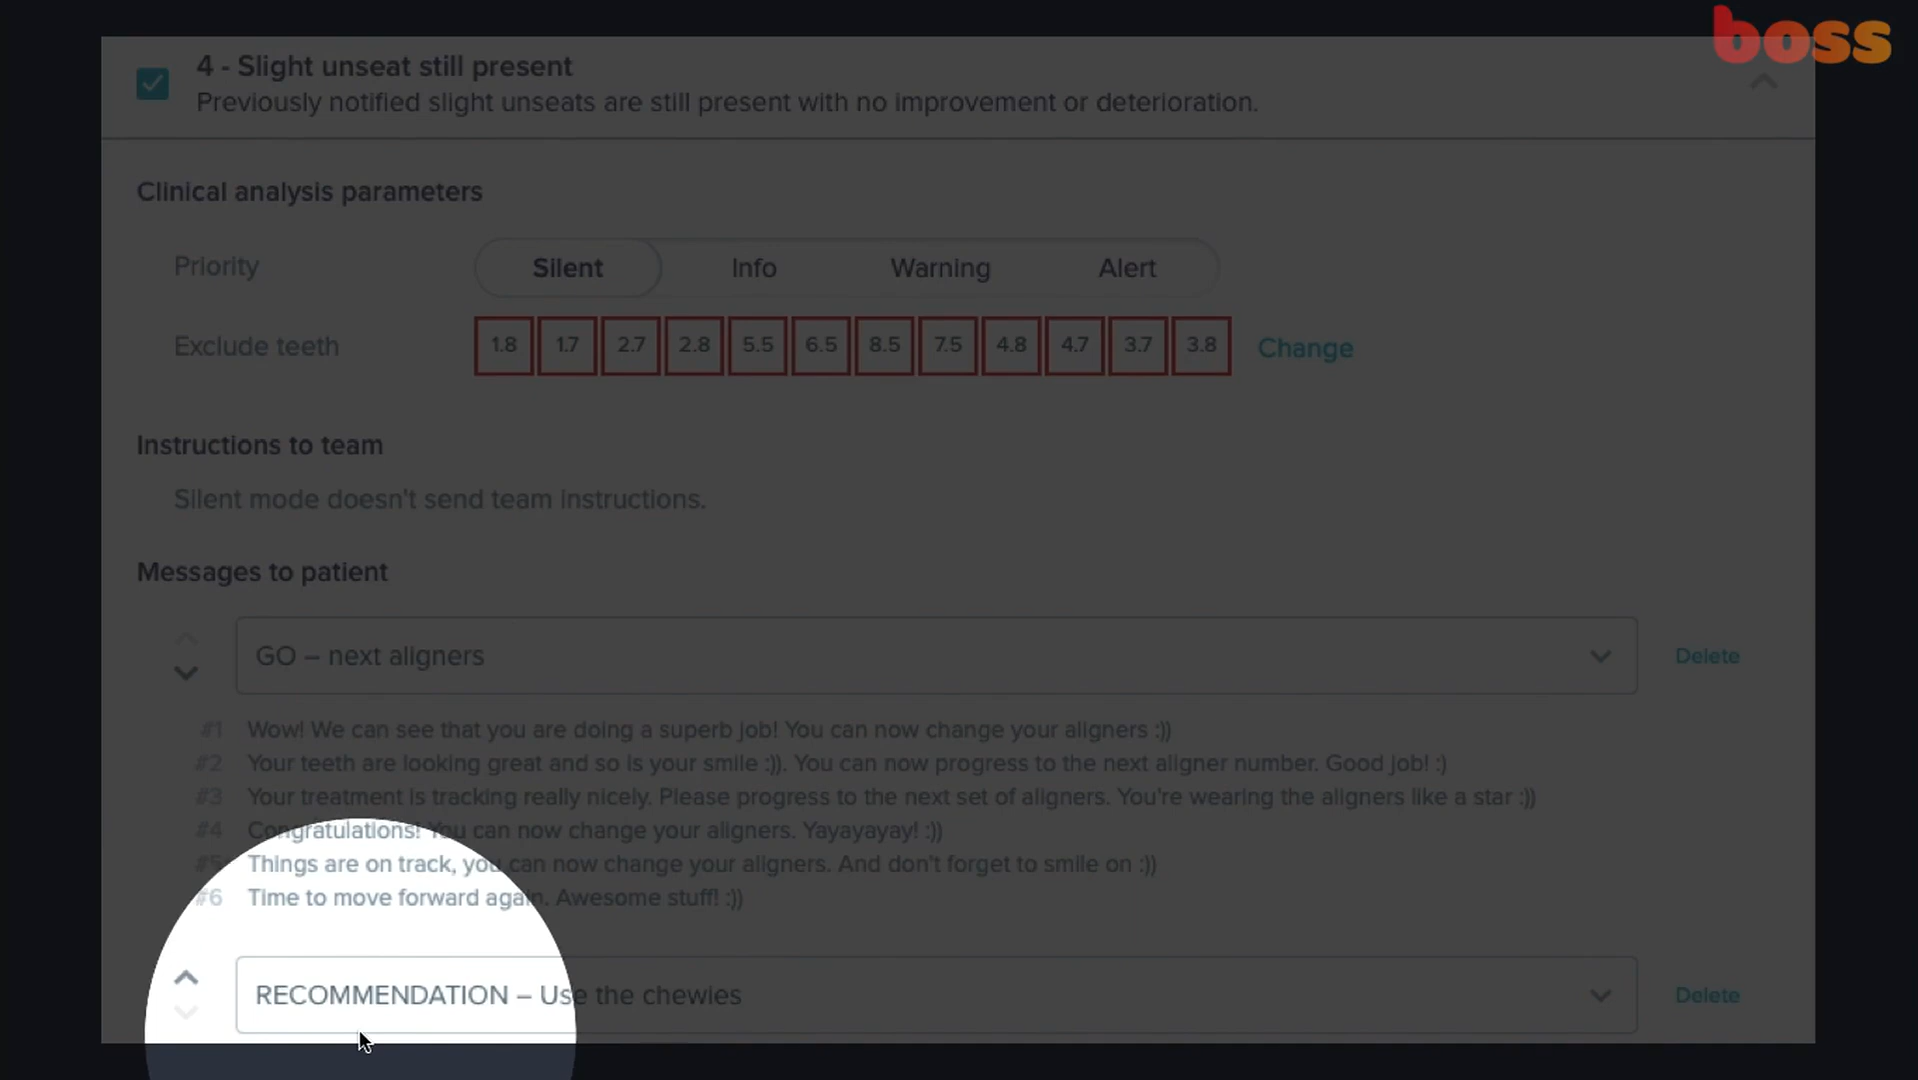 boss
4 - Slight unseat still present
Previously notified slight unseats are still present with no improvement or deterioration.
Clinical analysis parameters
Priority Silent Info Warning Alert
Exclude teeth 1.8 1.7 2.7 2.8 5.5 6.5 8.5 7.5 4.8 4.7 3.7 3.8 Change
Instructions to team
Silent mode doesn't send team instructions.
Messages to patient
GO – next aligners Delete
#1 Wow! We can see that you are doing a superb job! You can now change your aligners :))
#2 Your teeth are looking great and so is your smile :)). You can now progress to the next aligner number. Good job! :)
#3 Your treatment is tracking really nicely. Please progress to the next set of aligners. You're wearing the aligners like a star :))
#4 Congratulations! You can now change your aligners. Yayayayay! :))
#5 Things are on track, you can now change your aligners. And don't forget to smile on :))
#6 Time to move forward again. Awesome stuff! :))
RECOMMENDATION – Use the chewies Delete